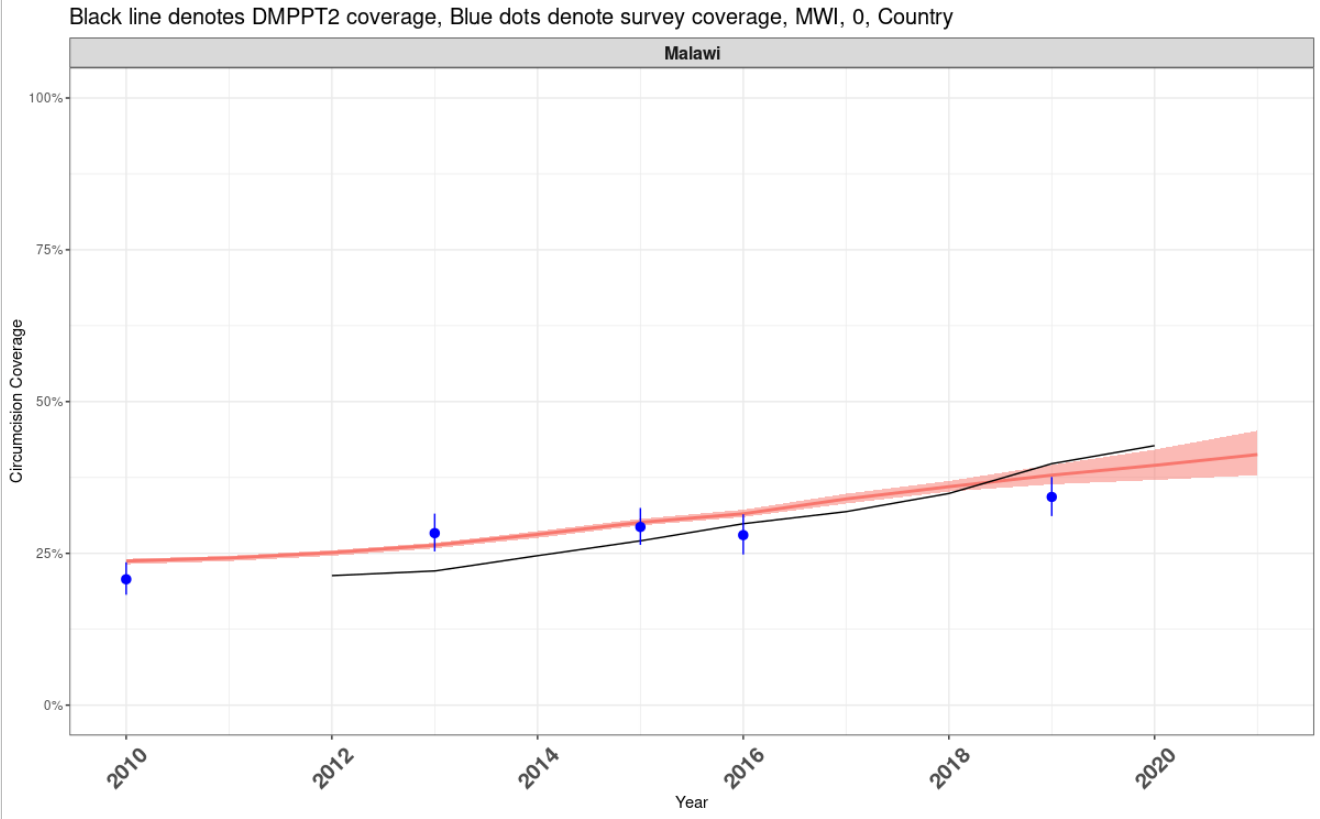 Black line denotes DMPPT2 coverage, Blue dots denote survey coverage, MWI, 0, Country
Malawi
100%
75%
50%
25%
0%
Circumcision Coverage
2010
2012
2014
2016
2018
2020
Year